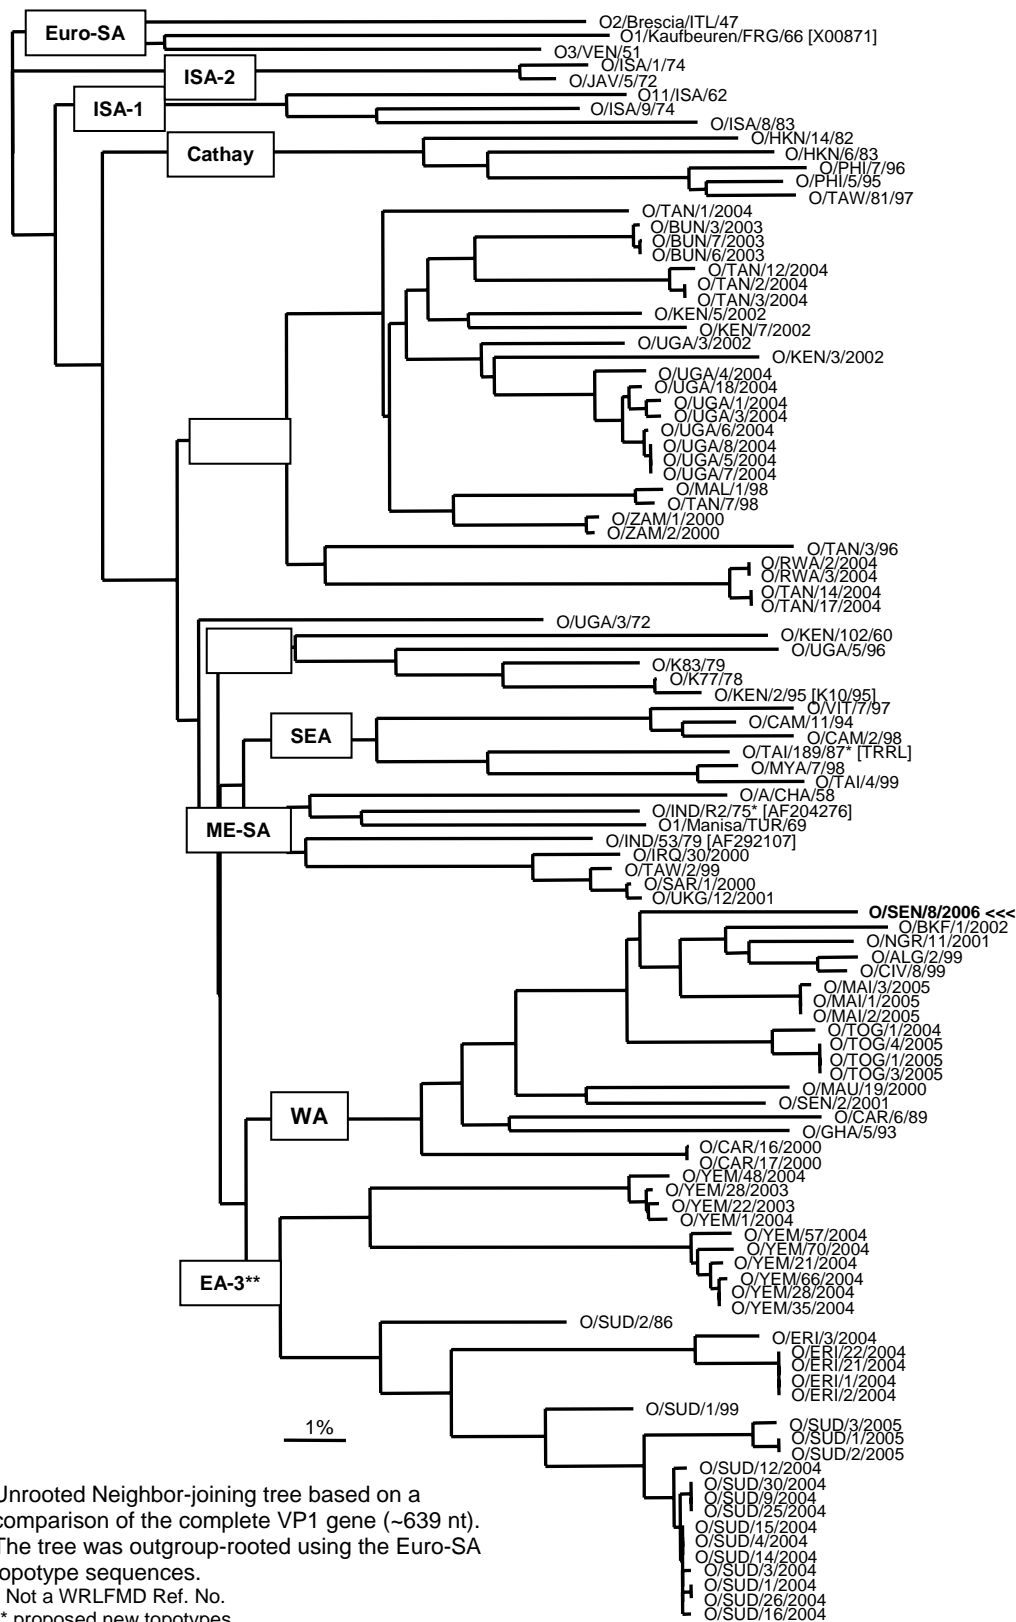 O2/Brescia/ITL/47
Euro-SA
O1/Kaufbeuren/FRG/66 [X00871]
O3/VEN/51
O/ISA/1/74
ISA-2
O/JAV/5/72
O11/ISA/62
ISA-1
O/ISA/9/74
O/ISA/8/83
O/HKN/14/82
Cathay
O/HKN/6/83
O/PHI/7/96
O/PHI/5/95
O/TAW/81/97
O/TAN/1/2004
O/BUN/3/2003
O/BUN/7/2003
O/BUN/6/2003
O/TAN/12/2004
O/TAN/2/2004
O/TAN/3/2004
O/KEN/5/2002
O/KEN/7/2002
O/UGA/3/2002
O/KEN/3/2002
O/UGA/4/2004
O/UGA/18/2004
O/UGA/1/2004
O/UGA/3/2004
O/UGA/6/2004
O/UGA/8/2004
O/UGA/5/2004
O/UGA/7/2004
O/MAL/1/98
O/TAN/7/98
O/ZAM/1/2000
O/ZAM/2/2000
O/TAN/3/96
O/RWA/2/2004
O/RWA/3/2004
O/TAN/14/2004
O/TAN/17/2004
O/UGA/3/72
O/KEN/102/60
O/UGA/5/96
O/K83/79
O/K77/78
O/KEN/2/95 [K10/95]
O/VIT/7/97
O/CAM/11/94
SEA
O/CAM/2/98
O/TAI/189/87* [TRRL]
O/MYA/7/98
O/TAI/4/99
O/A/CHA/58
O/IND/R2/75* [AF204276]
O1/Manisa/TUR/69
ME-SA
O/IND/53/79 [AF292107]
O/IRQ/30/2000
O/TAW/2/99
O/SAR/1/2000
O/UKG/12/2001
O/SEN/8/2006 <<<
O/BKF/1/2002
O/NGR/11/2001
O/ALG/2/99
O/CIV/8/99
O/MAI/3/2005
O/MAI/1/2005
O/MAI/2/2005
O/TOG/1/2004
O/TOG/4/2005
O/TOG/1/2005
O/TOG/3/2005
O/MAU/19/2000
O/SEN/2/2001
WA
O/CAR/6/89
O/GHA/5/93
O/CAR/16/2000
O/CAR/17/2000
O/YEM/48/2004
O/YEM/28/2003
O/YEM/22/2003
O/YEM/1/2004
O/YEM/57/2004
O/YEM/70/2004
O/YEM/21/2004
O/YEM/66/2004
EA-3**
O/YEM/28/2004
O/YEM/35/2004
O/SUD/2/86
O/ERI/3/2004
O/ERI/22/2004
O/ERI/21/2004
O/ERI/1/2004
O/ERI/2/2004
O/SUD/1/99
O/SUD/3/2005
1%
O/SUD/1/2005
O/SUD/2/2005
O/SUD/12/2004
O/SUD/30/2004
O/SUD/9/2004
O/SUD/25/2004
O/SUD/15/2004
O/SUD/4/2004
O/SUD/14/2004
O/SUD/3/2004
O/SUD/1/2004
O/SUD/26/2004
O/SUD/16/2004
Unrooted Neighbor-joining tree based on a
comparison of the complete VP1 gene (~639 nt).
The tree was outgroup-rooted using the Euro-SA
topotype sequences.
Not a WRLFMD Ref. No.
* proposed new topotypes